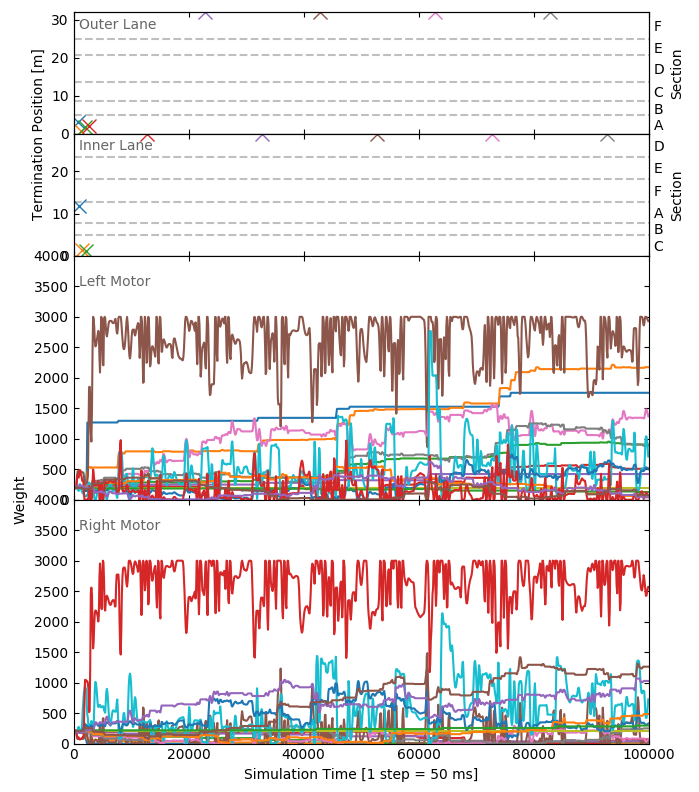 Outer Lane
30
20
10
0
F
E
D
C
B
A
Section
Termination Position [m]
Inner Lane
20
10
0
D
E
F
A
B
C
Section
Left Motor
4000
3500
3000
2500
2000
1500
1000
500
0
Weight
Right Motor
4000
3500
3000
2500
2000
1500
1000
500
0
0 20000 40000 60000 80000 100000
Simulation Time [1 step = 50 ms]